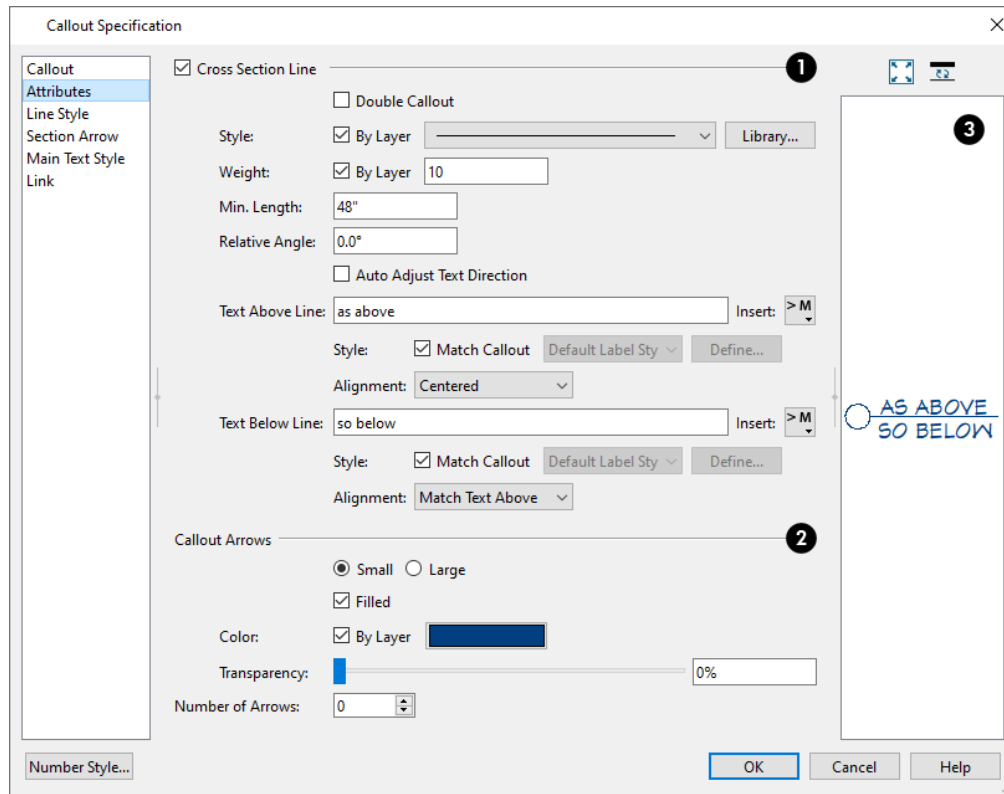 Callout Specification
Callout
Attributes
Line Style
Section Arrow
Main Text Style
Link
Cross Section Line
1
Double Callout
Style: By Layer Library...
Weight: By Layer 10
Min. Length: 48"
Relative Angle: 0.0°
Auto Adjust Text Direction
Text Above Line: as above Insert: > M
Style: Match Callout Default Label Sty Define...
Alignment: Centered
Text Below Line: so below Insert: > M
Style: Match Callout Default Label Sty Define...
Alignment: Match Text Above
Callout Arrows
2
Small Large
Filled
Color: By Layer
Transparency: 0%
Number of Arrows: 0
3
AS ABOVE
SO BELOW
Number Style... OK Cancel Help